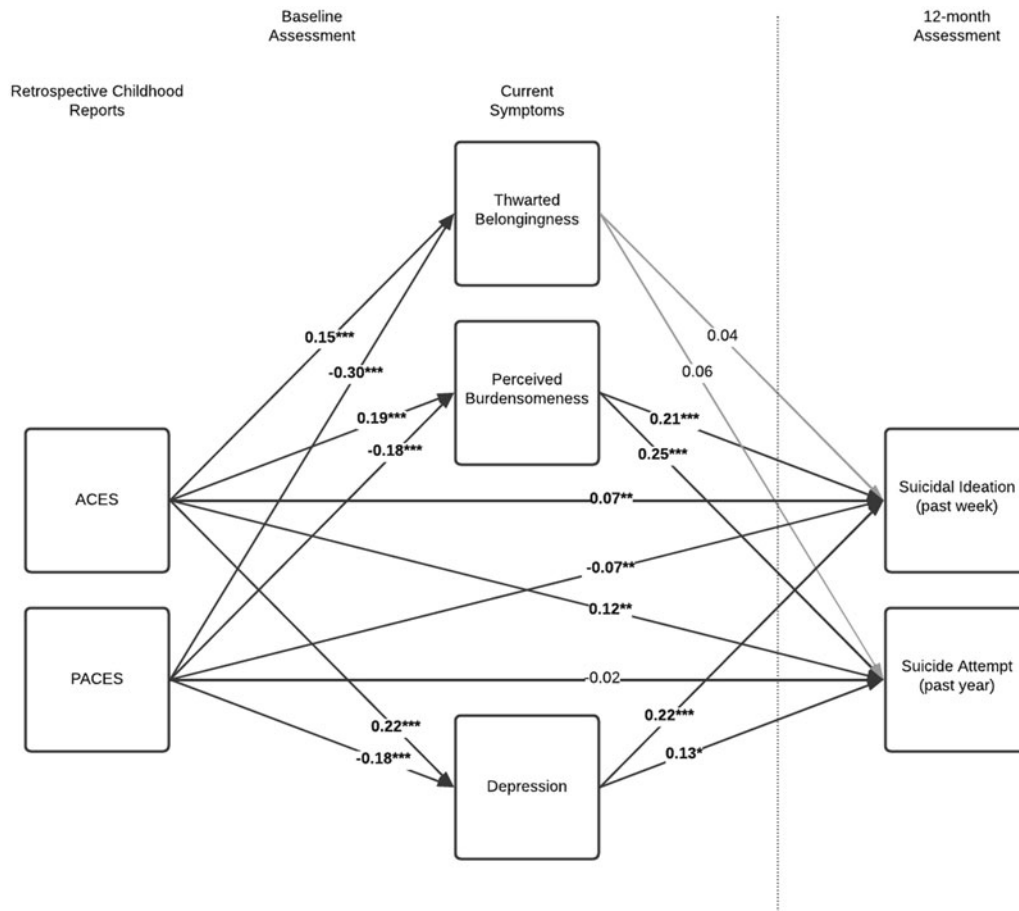 Baseline
Assessment
12-month
Assessment
Retrospective Childhood
Reports
Current
Symptoms
Thwarted
Belongingness
0.15***
-0.30***
0.04
0.06
Perceived
Burdensomeness
0.19***
-0.18***
0.21***
0.25***
ACES
0.07**
Suicidal Ideation
(past week)
-0.07**
0.12**
PACES
-0.02
Suicide Attempt
(past year)
0.22***
-0.18***
0.22***
0.13*
Depression